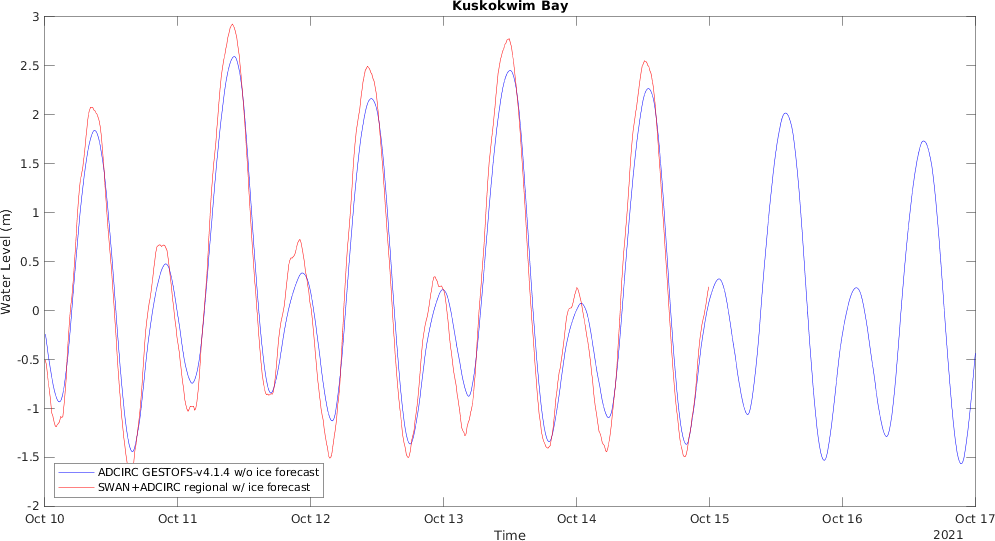 Kuskokwim Bay
3
2.5
2
1.5
1
0.5
0
-0.5
-1
-1.5
-2
Water Level (m)
ADCIRC GESTOFS-v4.1.4 w/o ice forecast
SWAN+ADCIRC regional w/ ice forecast
Oct 10 Oct 11 Oct 12 Oct 13 Oct 14 Oct 15 Oct 16 Oct 17
Time
2021